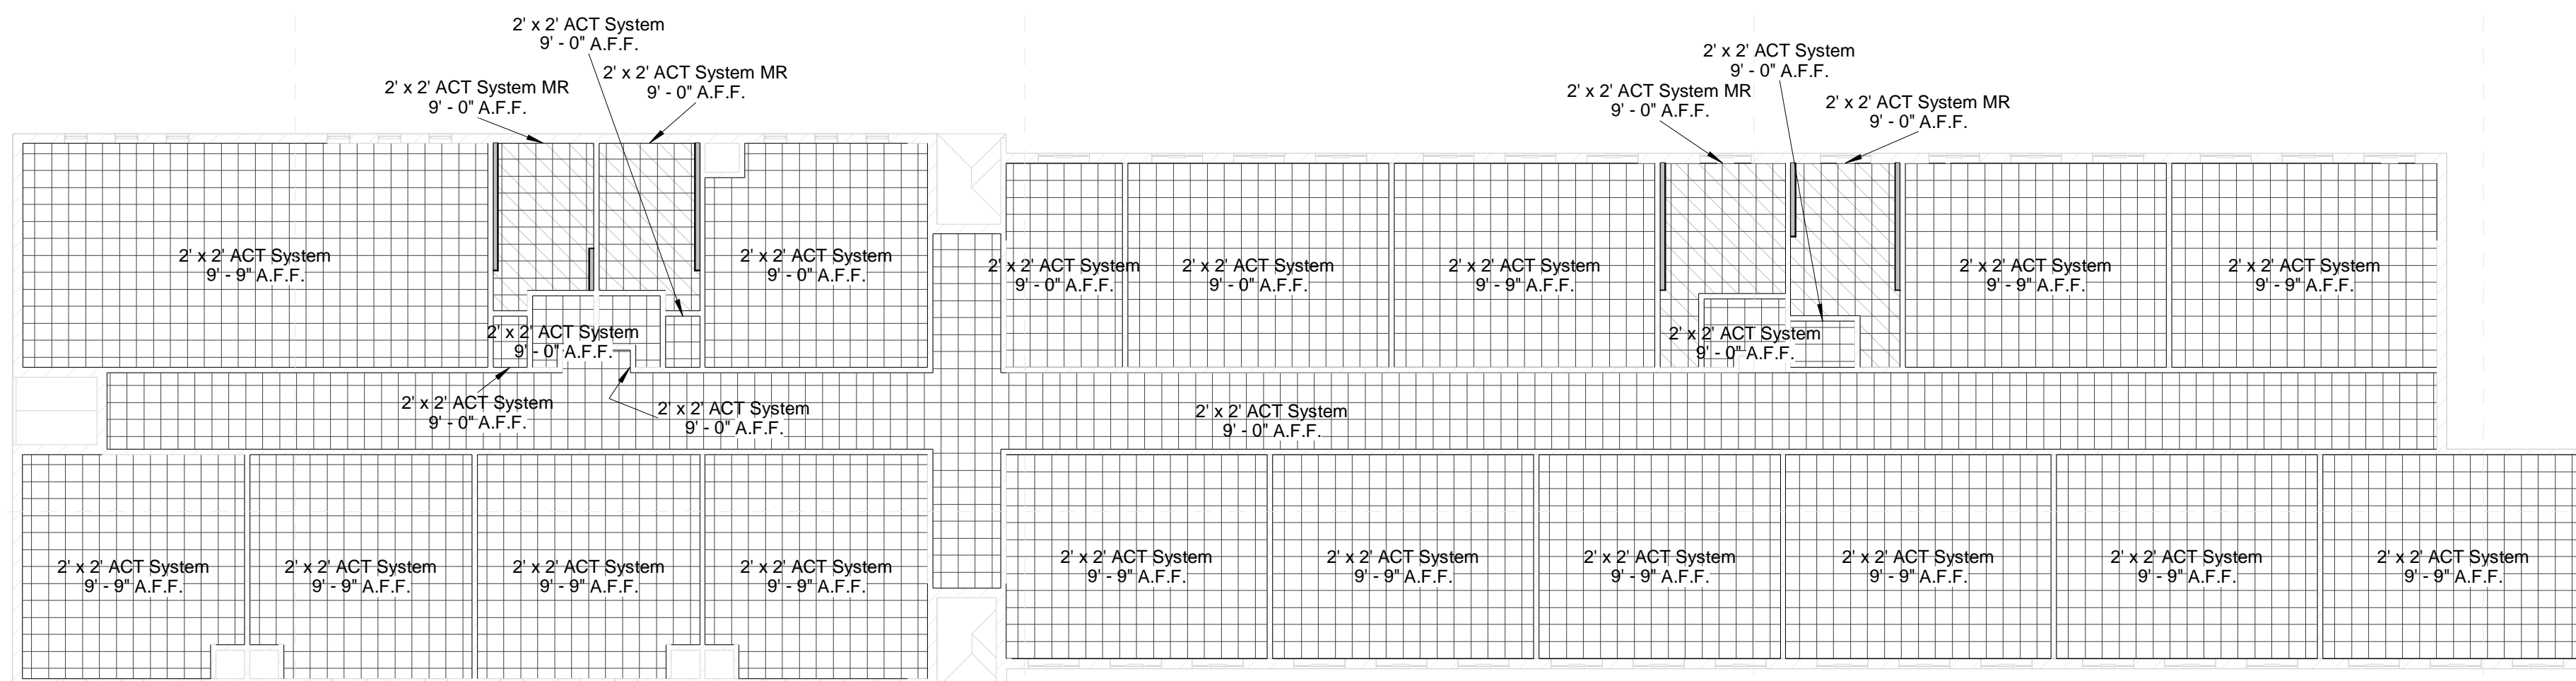 2' x 2' ACT System
9' - 0" A.F.F.
2' x 2' ACT System MR
9' - 0" A.F.F.
2' x 2' ACT System MR
9' - 0" A.F.F.
2' x 2' ACT System
9' - 0" A.F.F.
2' x 2' ACT System MR
9' - 0" A.F.F.
2' x 2' ACT System MR
9' - 0" A.F.F.
2' x 2' ACT System
9' - 9" A.F.F.
2' x 2' ACT System
9' - 0" A.F.F.
2' x 2' ACT System
9' - 0" A.F.F.
2' x 2' ACT System
9' - 0" A.F.F.
2' x 2' ACT System
9' - 9" A.F.F.
2' x 2' ACT System
9' - 9" A.F.F.
2' x 2' ACT System
9' - 9" A.F.F.
2' x 2' ACT System
9' - 0" A.F.F.
2' x 2' ACT System
9' - 0" A.F.F.
2' x 2' ACT System
9' - 0" A.F.F.
2' x 2' ACT System
9' - 0" A.F.F.
2' x 2' ACT System
9' - 0" A.F.F.
2' x 2' ACT System
9' - 9" A.F.F.
2' x 2' ACT System
9' - 9" A.F.F.
2' x 2' ACT System
9' - 9" A.F.F.
2' x 2' ACT System
9' - 9" A.F.F.
2' x 2' ACT System
9' - 9" A.F.F.
2' x 2' ACT System
9' - 9" A.F.F.
2' x 2' ACT System
9' - 9" A.F.F.
2' x 2' ACT System
9' - 9" A.F.F.
2' x 2' ACT System
9' - 9" A.F.F.
2' x 2' ACT System
9' - 9" A.F.F.